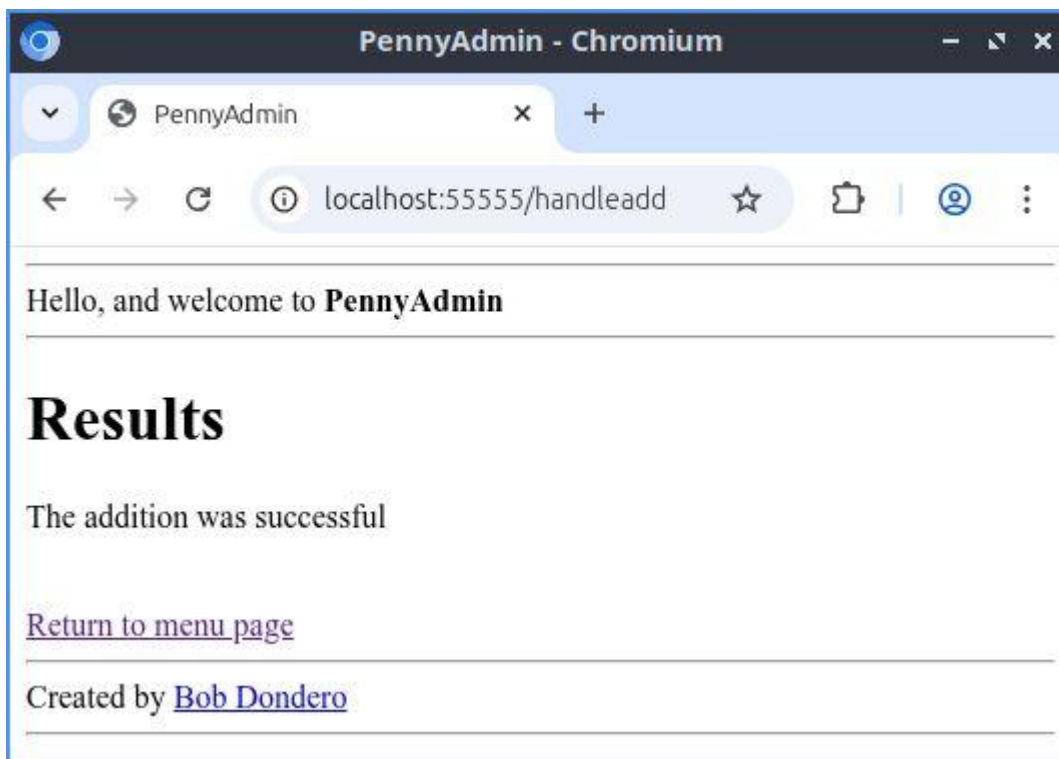 PennyAdmin - Chromium
PennyAdmin
localhost:55555/handleadd
Hello, and welcome to PennyAdmin
Results
The addition was successful
Return to menu page
Created by Bob Dondero